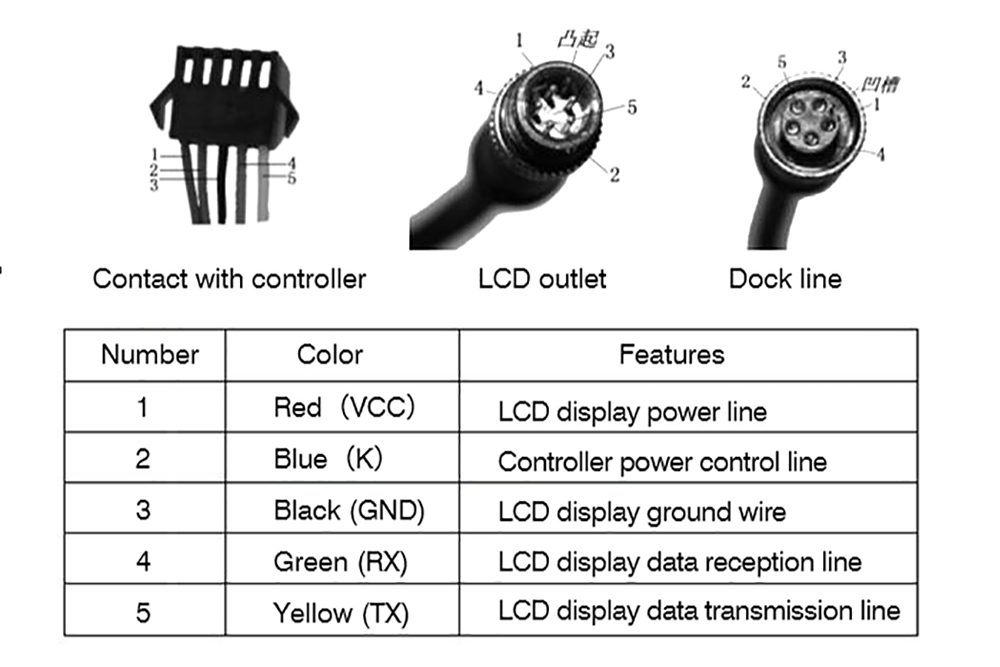 1
2
3
4
5
Contact with controller
1
凸起
3
4
5
2
LCD outlet
5
3
2
凹槽
1
4
Dock line
Number Color Features
1 Red（VCC） LCD display power line
2 Blue（K） Controller power control line
3 Black (GND) LCD display ground wire
4 Green (RX) LCD display data reception line
5 Yellow (TX) LCD display data transmission line